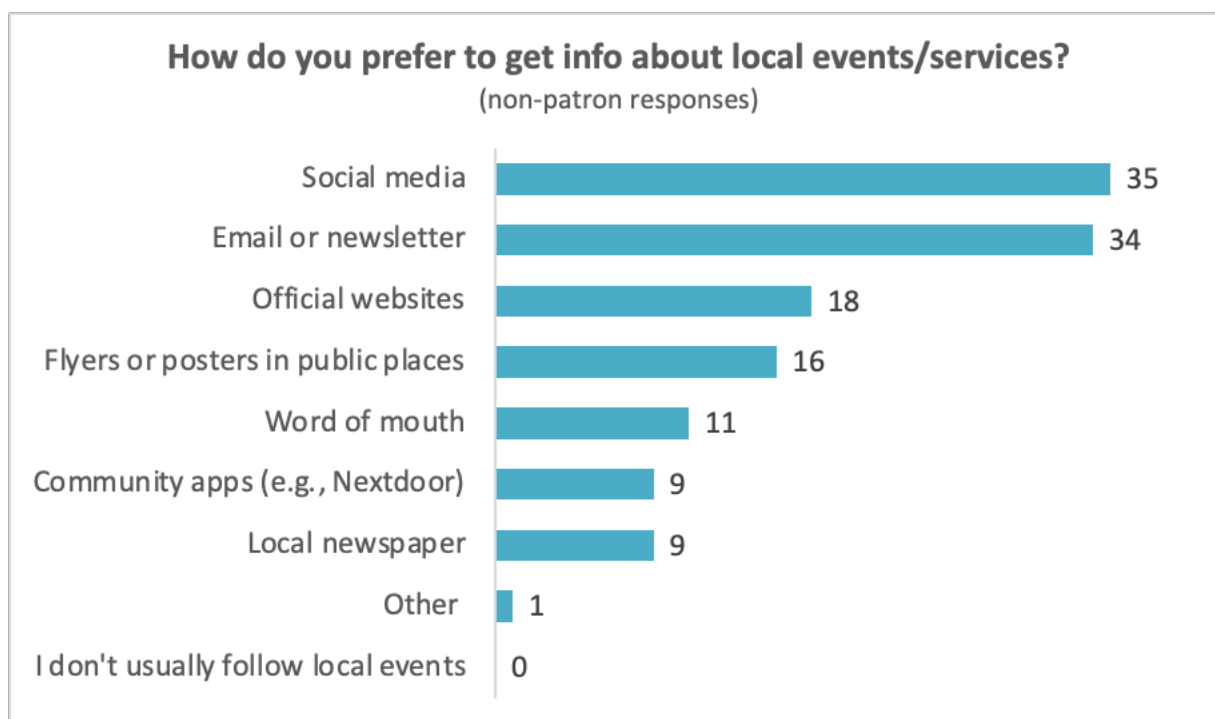 How do you prefer to get info about local events/services?
(non-patron responses)
Social media 35
Email or newsletter 34
Official websites 18
Flyers or posters in public places 16
Word of mouth 11
Community apps (e.g., Nextdoor) 9
Local newspaper 9
Other 1
I don't usually follow local events 0